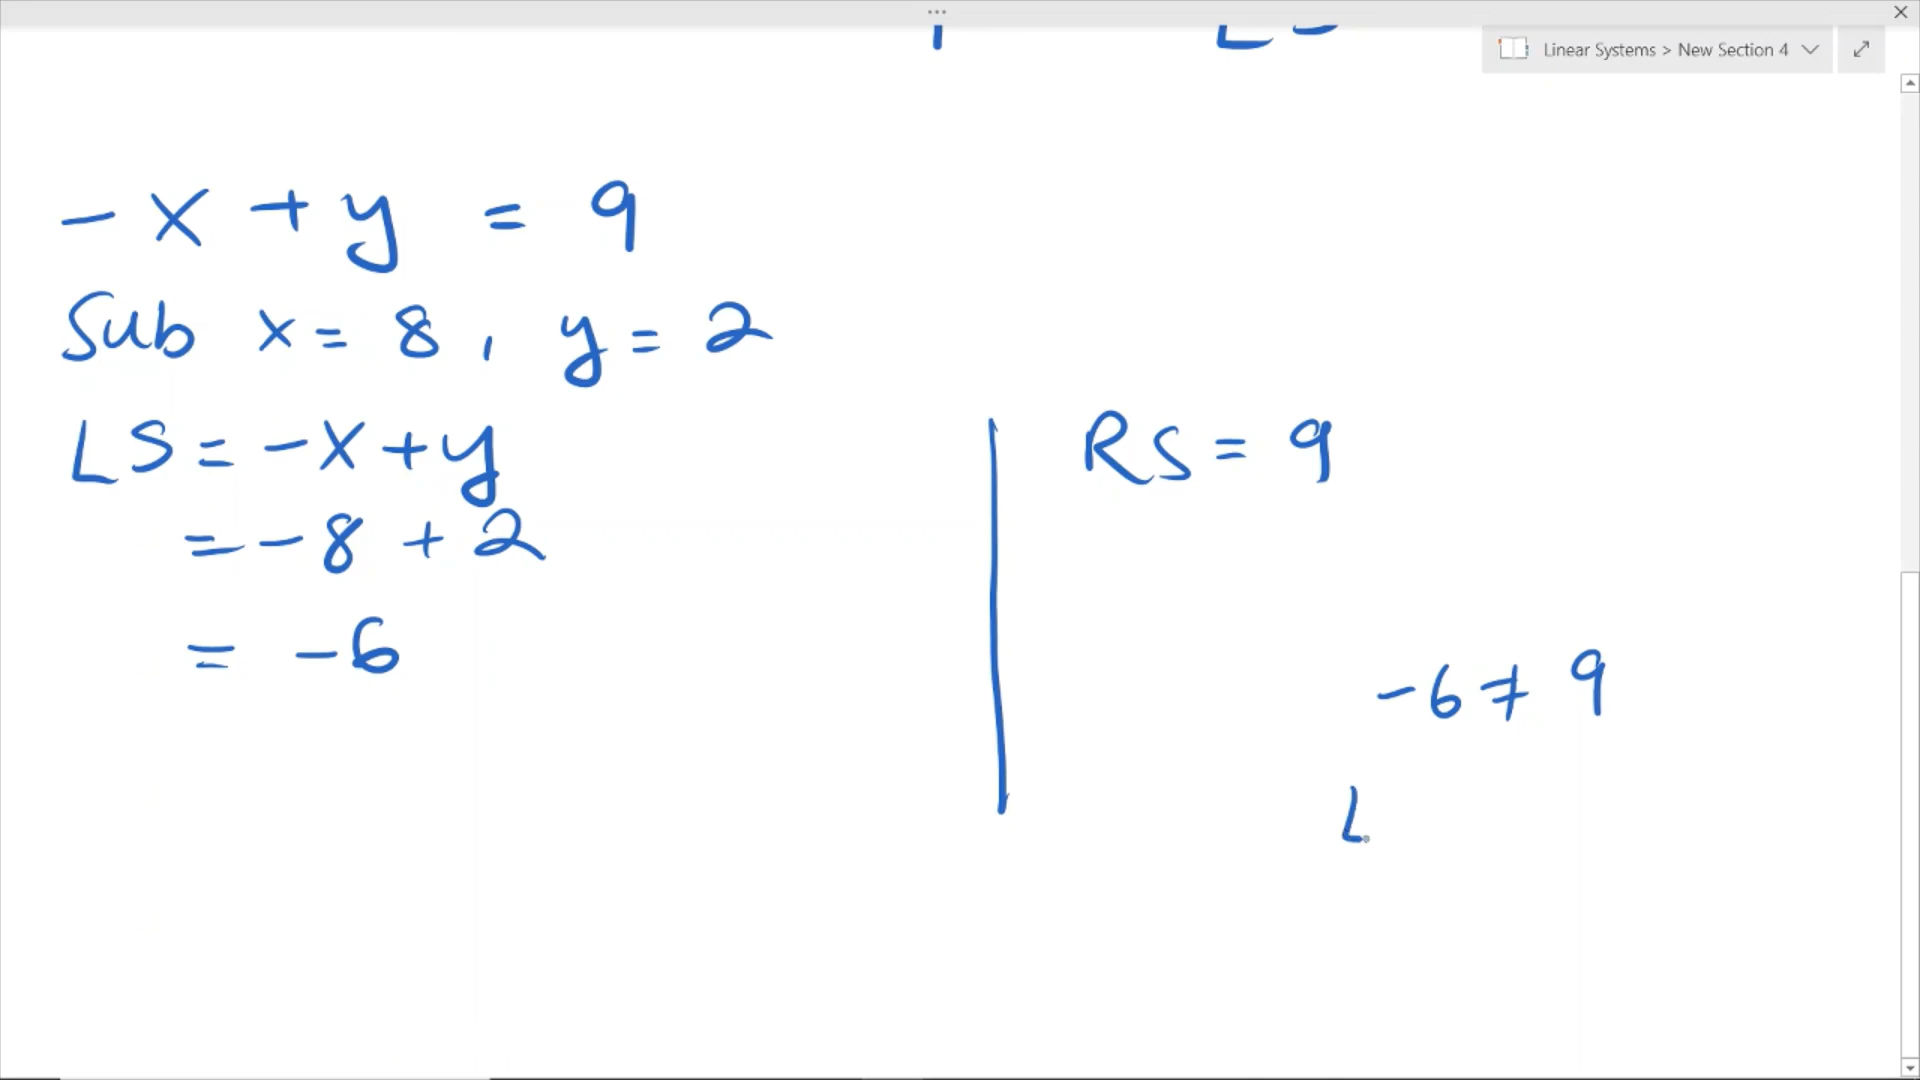 Linear Systems > New Section 4
-x + y = 9
Sub x = 8, y = 2
LS = -x + y
= -8 + 2
= -6
RS = 9
-6 ≠ 9
L